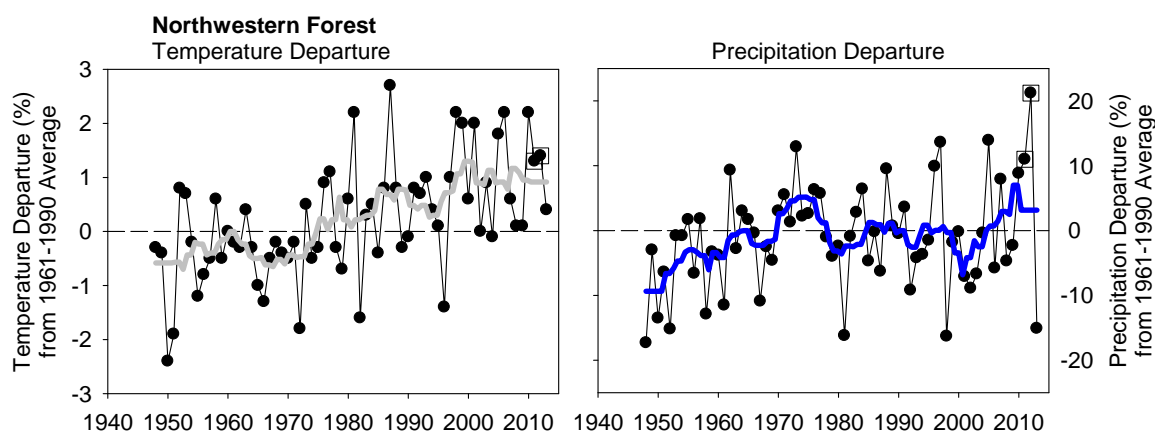 Northwestern Forest
Temperature Departure
Precipitation Departure
Temperature Departure (%)
from 1961-1990 Average
3
2
1
0
-1
-2
-3
1940 1950 1960 1970 1980 1990 2000 2010
20
10
0
-10
-20
1940 1950 1960 1970 1980 1990 2000 2010
Precipitation Departure (%)
from 1961-1990 Average